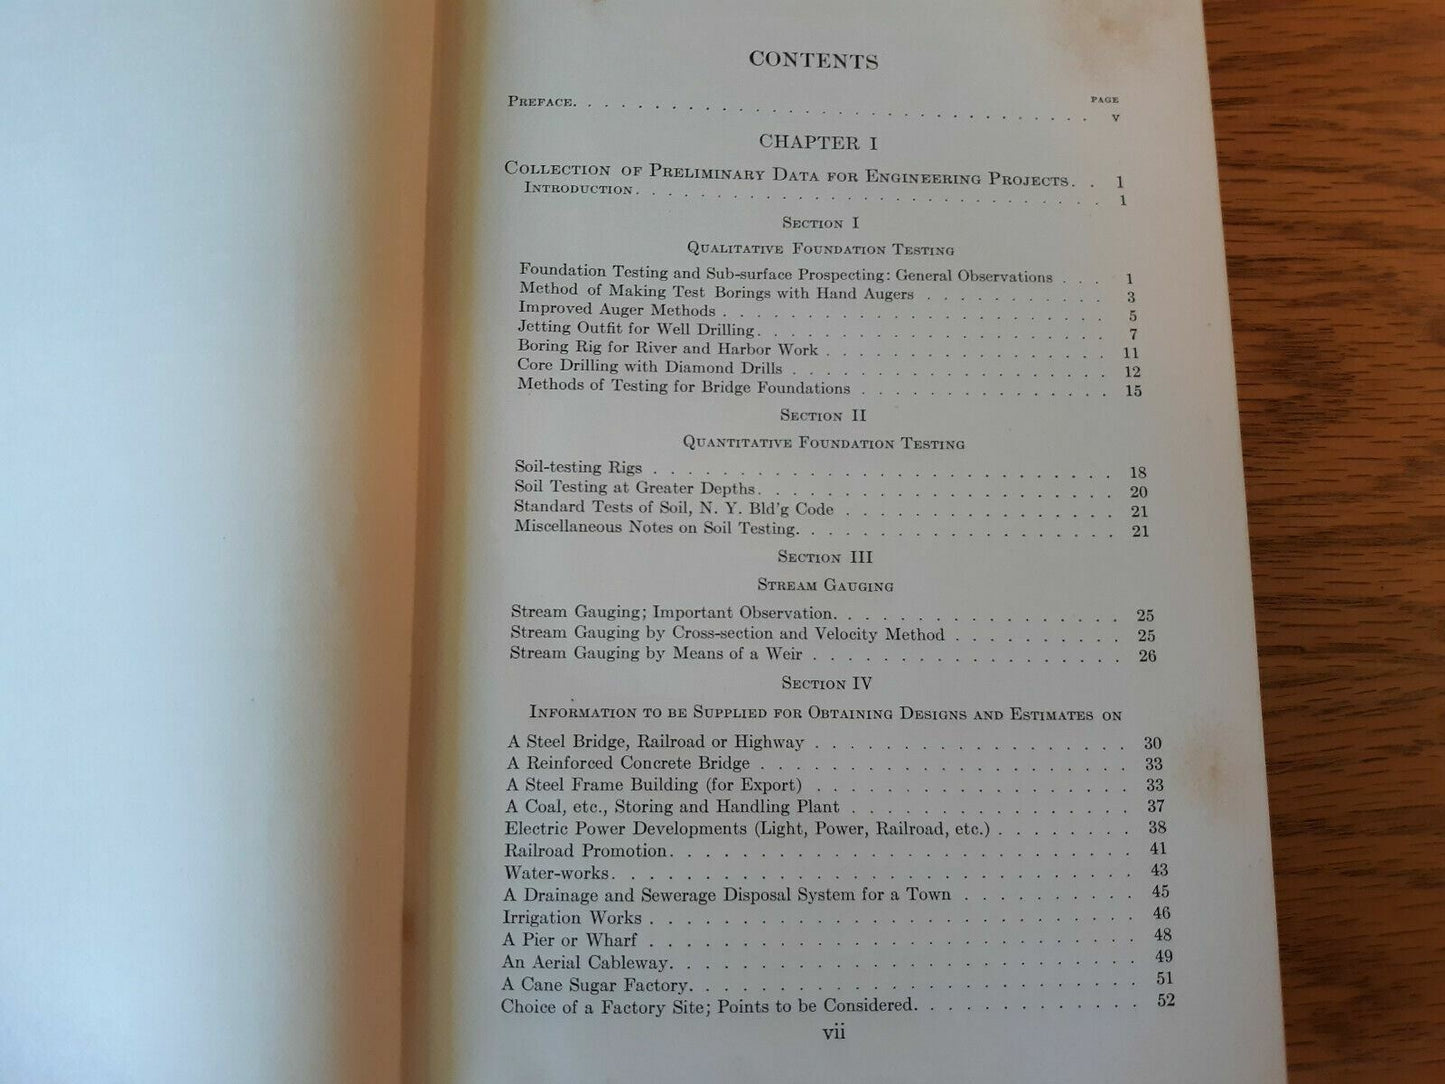 CONTENTS
PAGE
PREFACE. . . . . . . . . . . . . . . . . . . . . . . . . . . . . . v
CHAPTER I
COLLECTION OF PRELIMINARY DATA FOR ENGINEERING PROJECTS. . 1
INTRODUCTION. . . . . . . . . . . . . . . . . . . . . . . . . . 1
SECTION I
QUALITATIVE FOUNDATION TESTING
Foundation Testing and Sub-surface Prospecting: General Observations . . . 1
Method of Making Test Borings with Hand Augers . . . . . . . . . . . 3
Improved Auger Methods . . . . . . . . . . . . . . . . . . . . . . 5
Jetting Outfit for Well Drilling. . . . . . . . . . . . . . . . . . . . 7
Boring Rig for River and Harbor Work . . . . . . . . . . . . . . . . 11
Core Drilling with Diamond Drills . . . . . . . . . . . . . . . . . . 12
Methods of Testing for Bridge Foundations . . . . . . . . . . . . . . 15
SECTION II
QUANTITATIVE FOUNDATION TESTING
Soil-testing Rigs . . . . . . . . . . . . . . . . . . . . . . . . . . 18
Soil Testing at Greater Depths. . . . . . . . . . . . . . . . . . . . 20
Standard Tests of Soil, N. Y. Bld'g Code . . . . . . . . . . . . . . . 21
Miscellaneous Notes on Soil Testing. . . . . . . . . . . . . . . . . . 21
SECTION III
STREAM GAUGING
Stream Gauging; Important Observation. . . . . . . . . . . . . . . . 25
Stream Gauging by Cross-section and Velocity Method . . . . . . . . . 25
Stream Gauging by Means of a Weir . . . . . . . . . . . . . . . . . 26
SECTION IV
INFORMATION TO BE SUPPLIED FOR OBTAINING DESIGNS AND ESTIMATES ON
A Steel Bridge, Railroad or Highway . . . . . . . . . . . . . . . . . 30
A Reinforced Concrete Bridge . . . . . . . . . . . . . . . . . . . . 33
A Steel Frame Building (for Export) . . . . . . . . . . . . . . . . . 33
A Coal, etc., Storing and Handling Plant . . . . . . . . . . . . . . . 37
Electric Power Developments (Light, Power, Railroad, etc.) . . . . . . . . 38
Railroad Promotion. . . . . . . . . . . . . . . . . . . . . . . . . 41
Water-works. . . . . . . . . . . . . . . . . . . . . . . . . . . . 43
A Drainage and Sewerage Disposal System for a Town . . . . . . . . . . 45
Irrigation Works . . . . . . . . . . . . . . . . . . . . . . . . . . 46
A Pier or Wharf . . . . . . . . . . . . . . . . . . . . . . . . . . 48
An Aerial Cableway. . . . . . . . . . . . . . . . . . . . . . . . . 49
A Cane Sugar Factory. . . . . . . . . . . . . . . . . . . . . . . . 51
Choice of a Factory Site; Points to be Considered. . . . . . . . . . . . . 52
vii